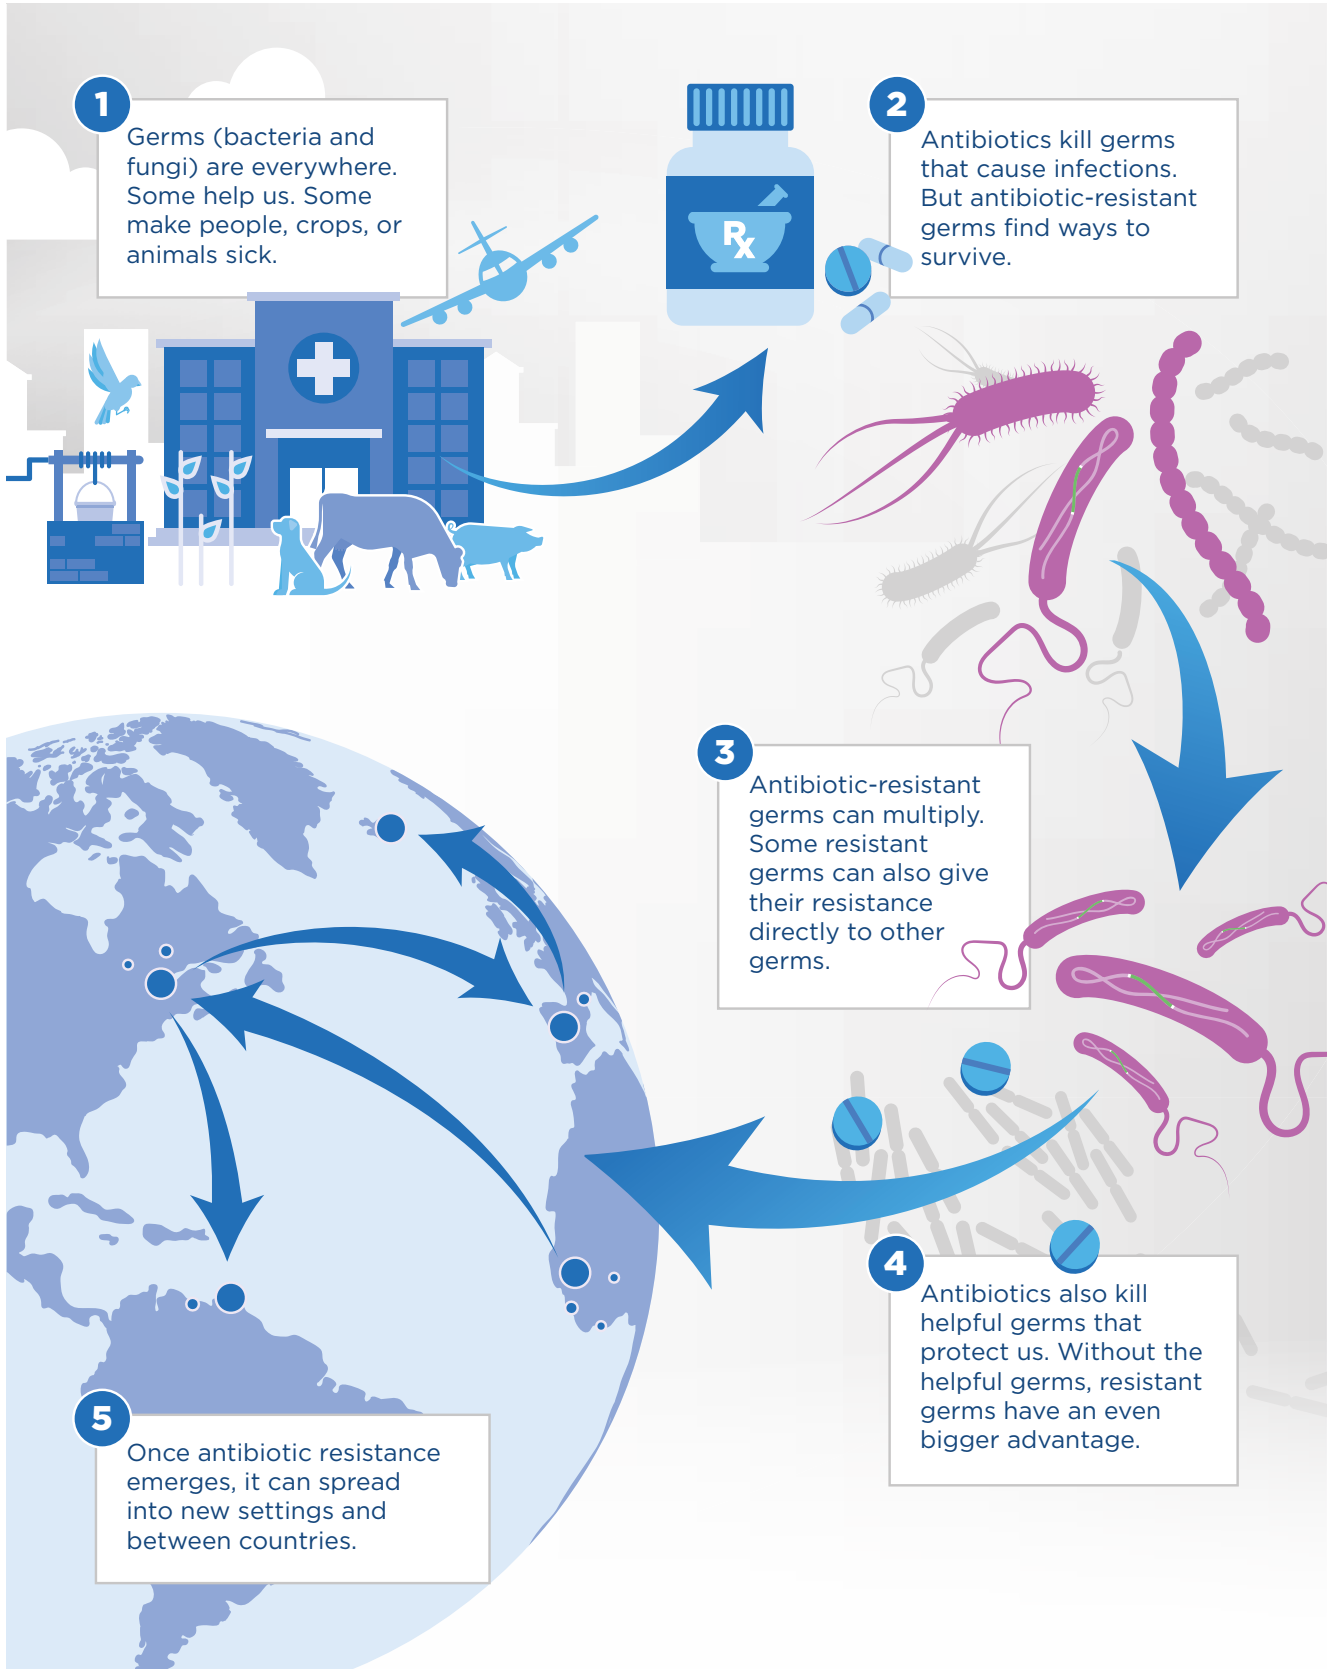 1
Germs (bacteria and
fungi) are everywhere.
Some help us. Some
make people, crops, or
animals sick.
Rx
2
Antibiotics kill germs
that cause infections.
But antibiotic-resistant
germs find ways to
survive.
3
Antibiotic-resistant
germs can multiply.
Some resistant
germs can also give
their resistance
directly to other
germs.
4
Antibiotics also kill
helpful germs that
protect us. Without the
helpful germs, resistant
germs have an even
bigger advantage.
5
Once antibiotic resistance
emerges, it can spread
into new settings and
between countries.